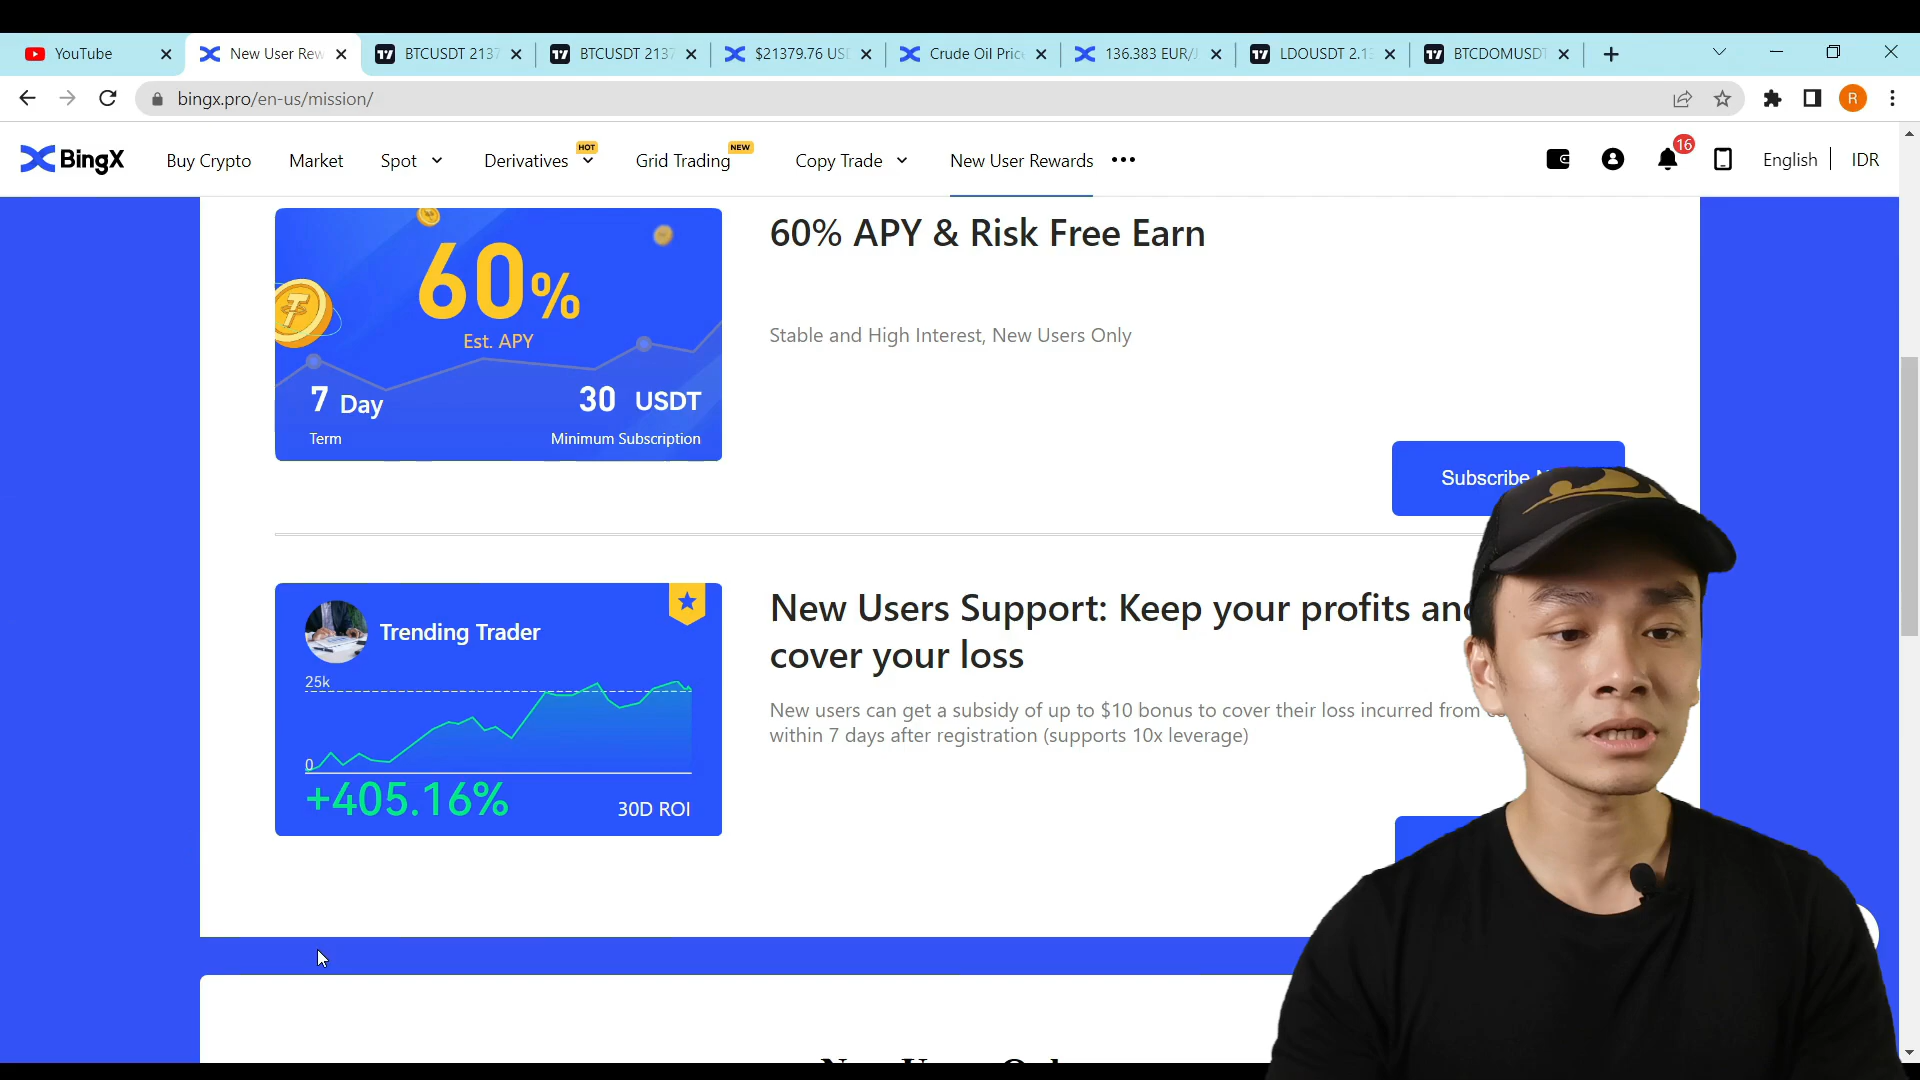 YouTube
New User Rew
BTCUSDT 2137
BTCUSDT 2137
$21379.76 US
Crude Oil Pric
136.383 EUR/
LDOUSDT 2.1
BTCDOMUSDT
bingx.pro/en-us/mission/
R
BingX
Buy Crypto
Market
Spot
Derivatives
HOT
Grid Trading
NEW
Copy Trade
New User Rewards
16
English
IDR
60%
Est. APY
7 Day
Term
30 USDT
Minimum Subscription
60% APY & Risk Free Earn
Stable and High Interest, New Users Only
Subscribe
Trending Trader
25k
0
+405.16%
30D ROI
New Users Support: Keep your profits and
cover your loss
New users can get a subsidy of up to $10 bonus to cover their loss incurred from
within 7 days after registration (supports 10x leverage)